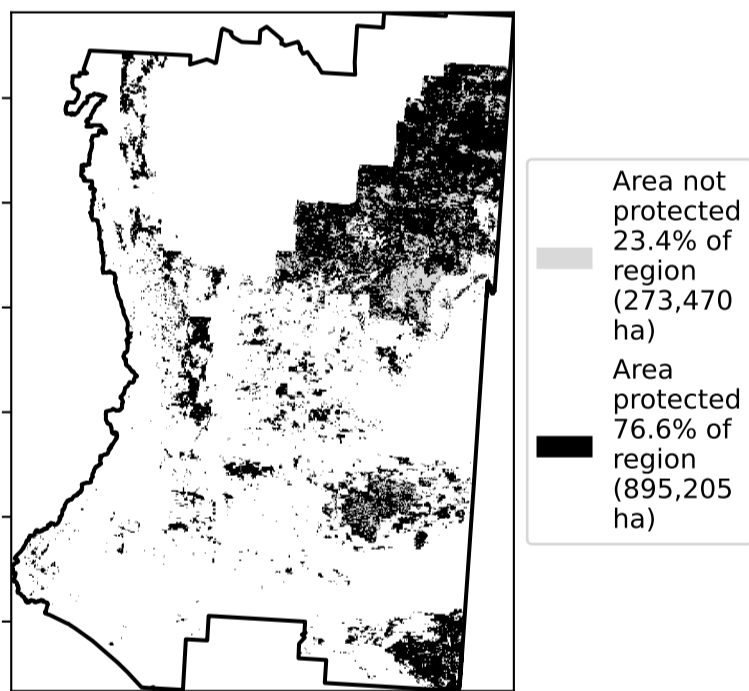 Area not
protected
23.4% of
region
(273,470
ha)
Area
protected
76.6% of
region
(895,205
ha)